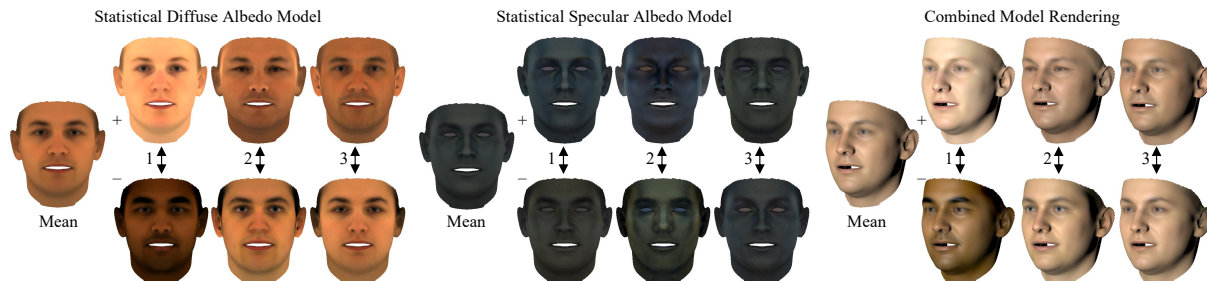 Statistical Diffuse Albedo Model
Statistical Specular Albedo Model
Combined Model Rendering
+
1 2 3
−
Mean
+
1 2 3
−
Mean
+
1 2 3
−
Mean